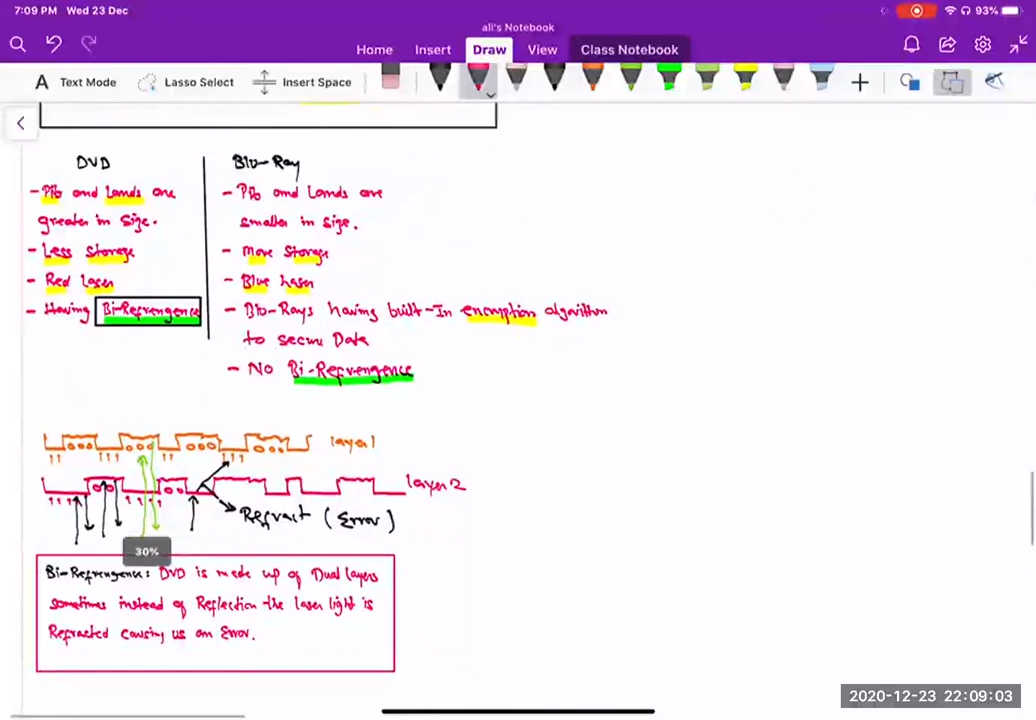 7:09 PM Wed 23 Dec
93%
ali's Notebook
Home Insert Draw View Class Notebook
A Text Mode Lasso Select Insert Space
DVD
- Pits and Lands are
greater in Size.
- Less Storage
- Red laser
- Having Bi-Refrengence
Blu-Ray
- Pits and Lands are
smaller in size.
- More Storage
- Blue Laser
- Blu-Rays having built-In encryption algorithm
to secure Data
- No Bi-Refrengence
layer1
layer2
Refract (Error)
30%
Bi-Refrengence: DVD is made up of Dual layers
sometimes instead of Reflection the laser light is
Refracted causing us an Error.
2020-12-23 22:09:03